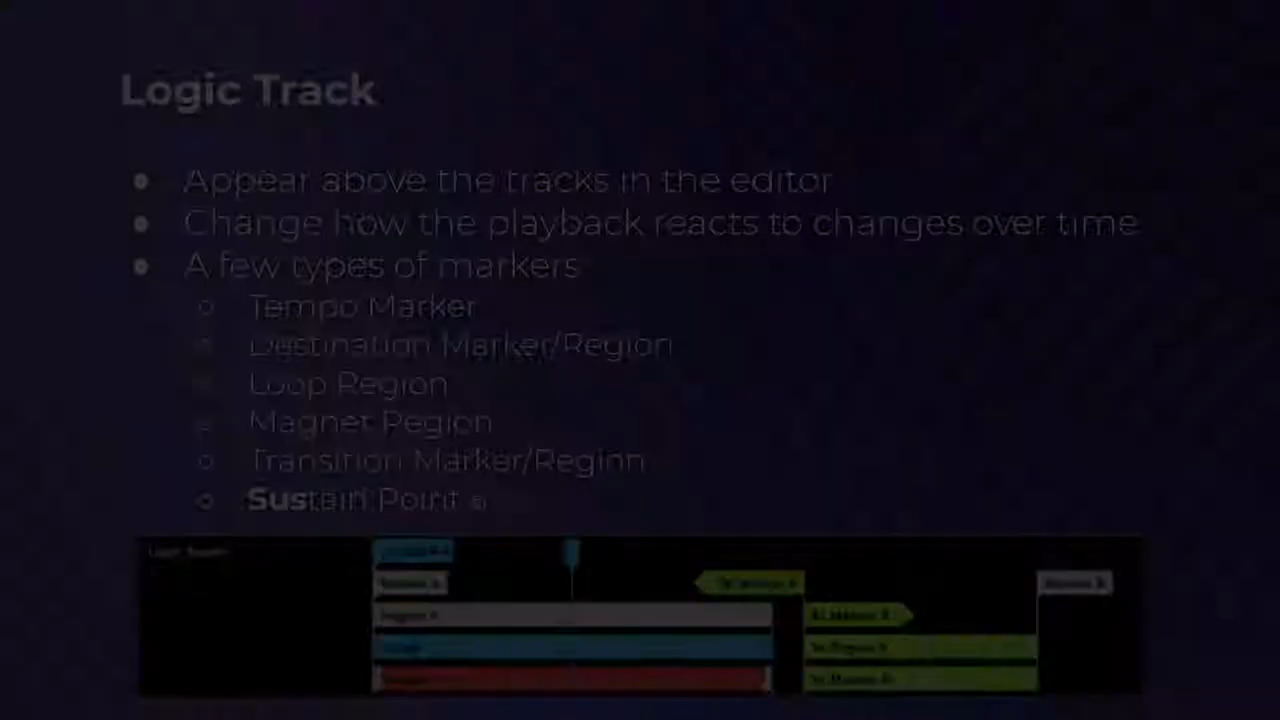 Logic Track
● Appear above the tracks in the editor
● Change how the playback reacts to changes over time
● A few types of markers
○ Tempo Marker
○ Destination Marker/Region
○ Loop Region
○ Magnet Region
○ Transition Marker/Region
○ Sustain Point